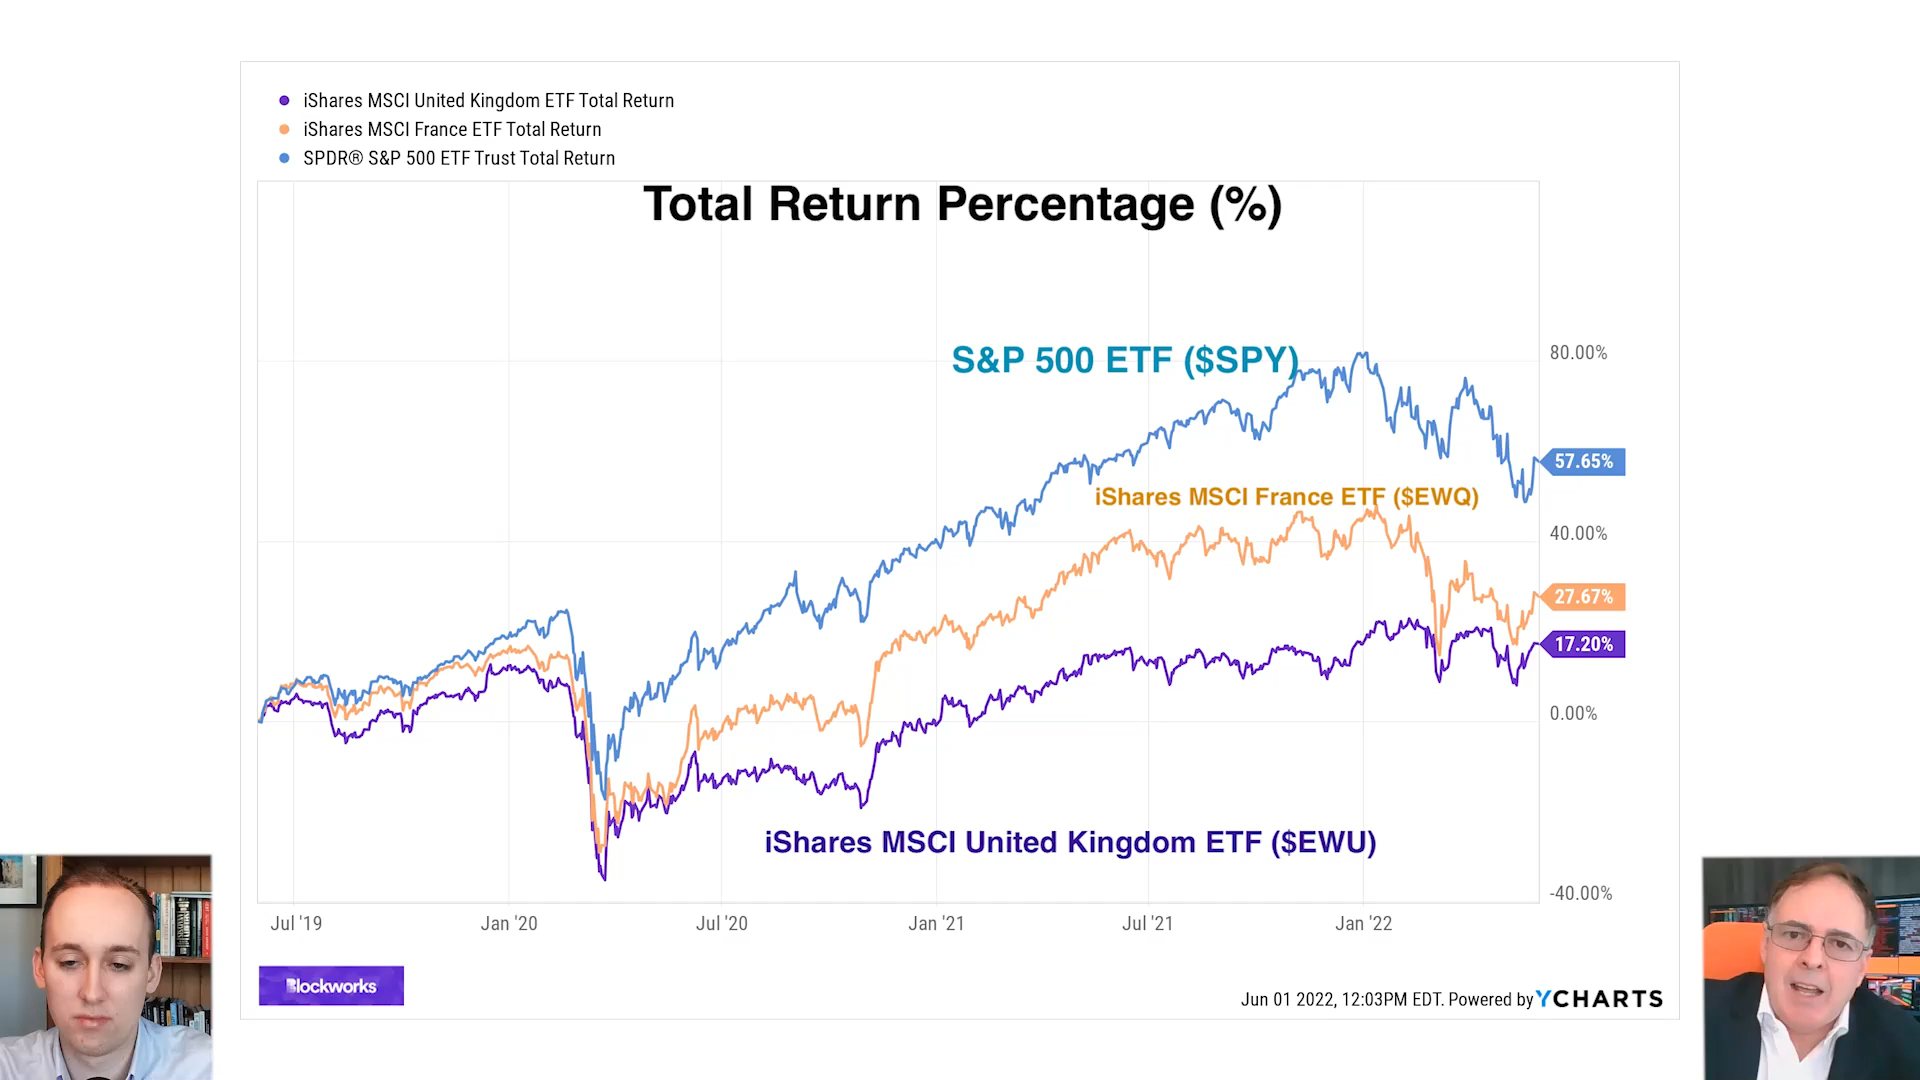 iShares MSCI United Kingdom ETF Total Return
iShares MSCI France ETF Total Return
SPDR® S&P 500 ETF Trust Total Return
Total Return Percentage (%)
S&P 500 ETF ($SPY)
80.00%
57.65%
iShares MSCI France ETF ($EWQ)
40.00%
27.67%
17.20%
0.00%
iShares MSCI United Kingdom ETF ($EWU)
-40.00%
Jul '19 Jan '20 Jul '20 Jan '21 Jul '21 Jan '22
Blockworks
Jun 01 2022, 12:03PM EDT. Powered by YCHARTS